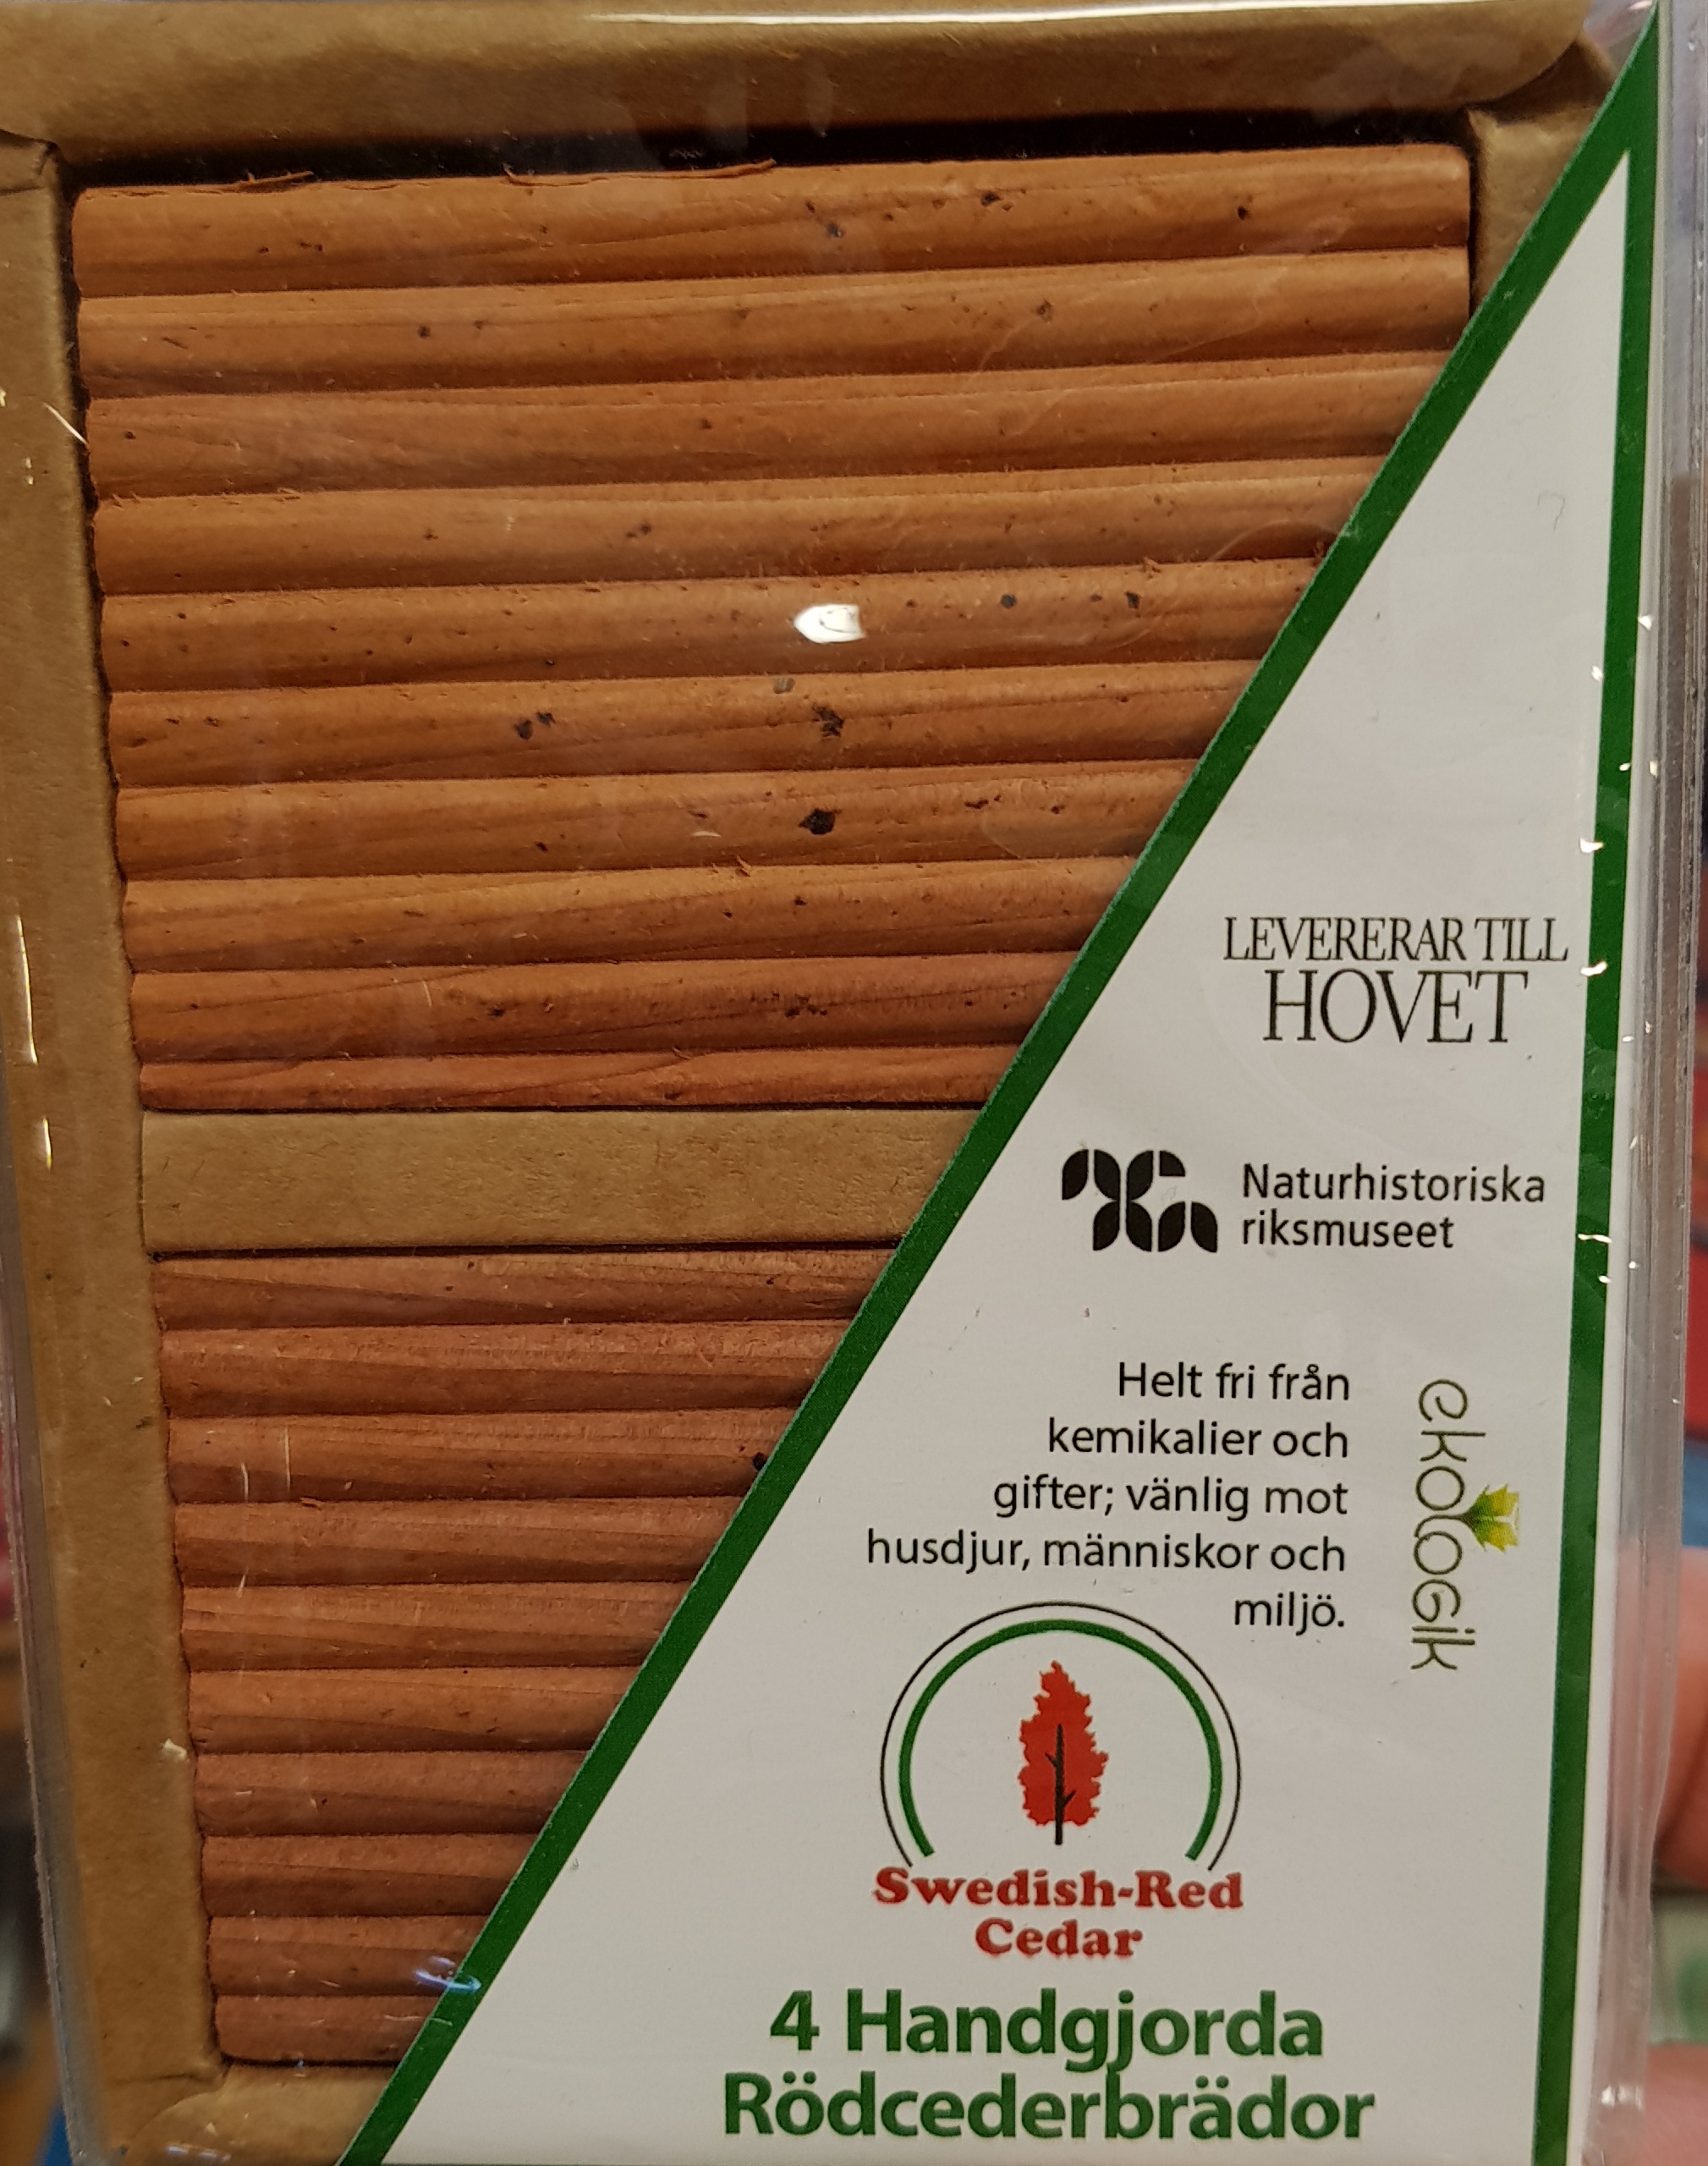 LEVERERAR TILL
HOVET
Naturhistoriska
riksmuseet
Helt fri från
kemikalier och
gifter; vänlig mot
husdjur, människor och
miljö.
ekologik
Swedish-Red
Cedar
4 Handgjorda
Rödcederbrädor